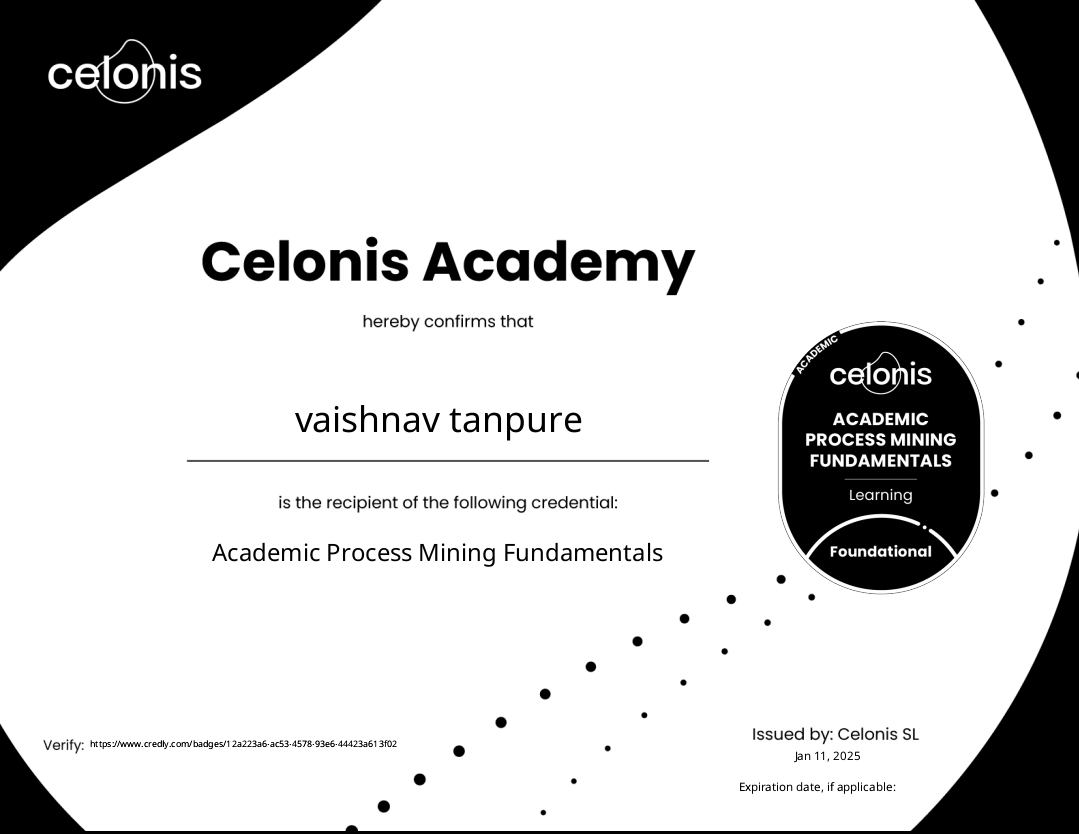 celonis
Celonis Academy
hereby confirms that
vaishnav tanpure
is the recipient of the following credential:
Academic Process Mining Fundamentals
ACADEMIC
celonis
ACADEMIC
PROCESS MINING
FUNDAMENTALS
Learning
Foundational
Verify: https://www.credly.com/badges/12a223a6-ac53-4578-93e6-44423a613f02
Issued by: Celonis SL
Jan 11, 2025
Expiration date, if applicable: